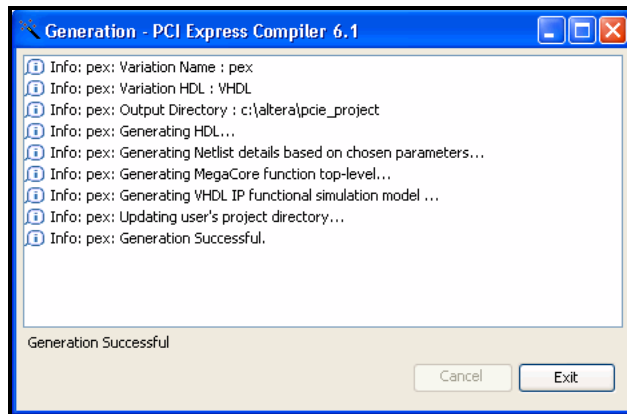 Generation - PCI Express Compiler 6.1
Info: pex: Variation Name : pex
Info: pex: Variation HDL : VHDL
Info: pex: Output Directory : c:\altera\pcie_project
Info: pex: Generating HDL...
Info: pex: Generating Netlist details based on chosen parameters...
Info: pex: Generating MegaCore function top-level...
Info: pex: Generating VHDL IP functional simulation model ...
Info: pex: Updating user's project directory...
Info: pex: Generation Successful.
Generation Successful
Cancel
Exit